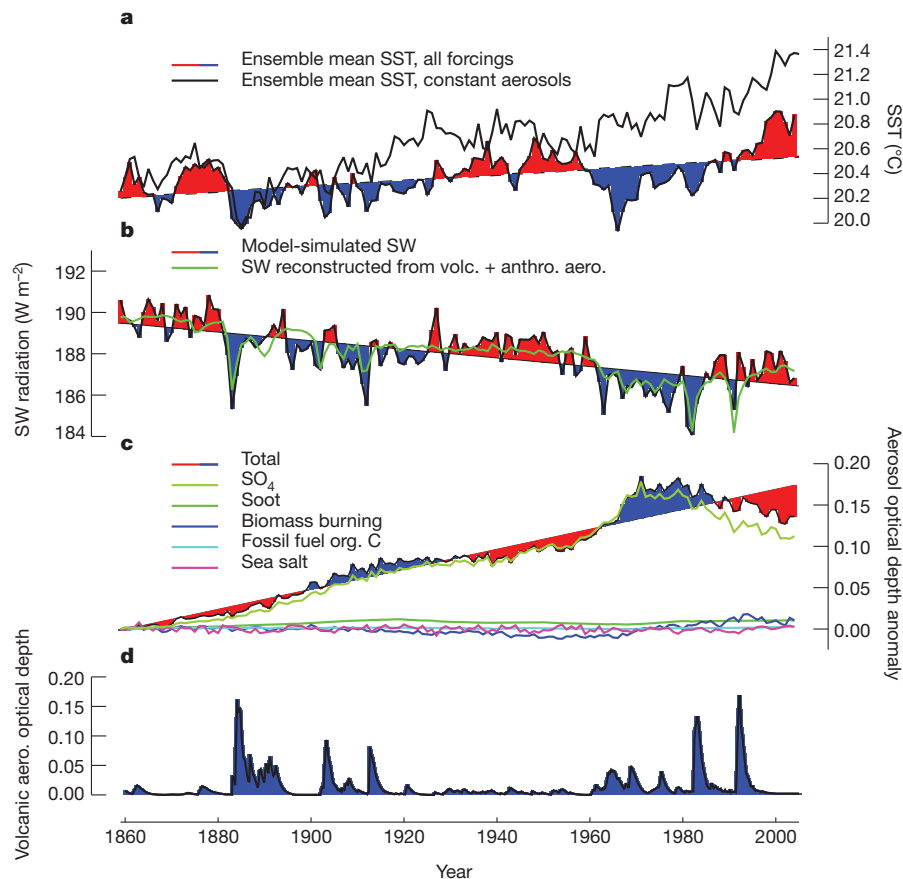 a
Ensemble mean SST, all forcings
Ensemble mean SST, constant aerosols
21.4
21.2
21.0
20.8
20.6
20.4
20.2
20.0
SST (°C)
b
Model-simulated SW
SW reconstructed from volc. + anthro. aero.
192
190
188
186
184
SW radiation (W m⁻²)
c
Total
SO₄
Soot
Biomass burning
Fossil fuel org. C
Sea salt
0.20
0.15
0.10
0.05
0.00
Aerosol optical depth anomaly
d
0.20
0.15
0.10
0.05
0.00
Volcanic aero. optical depth
1860 1880 1900 1920 1940 1960 1980 2000
Year